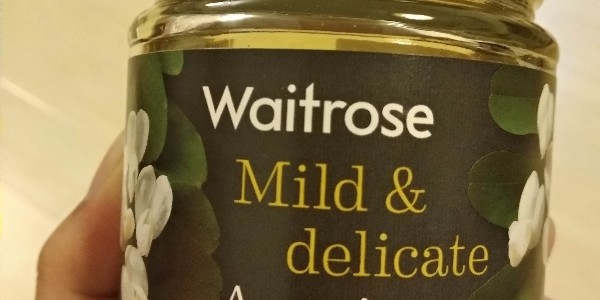 Waitrose
Mild &
delicate